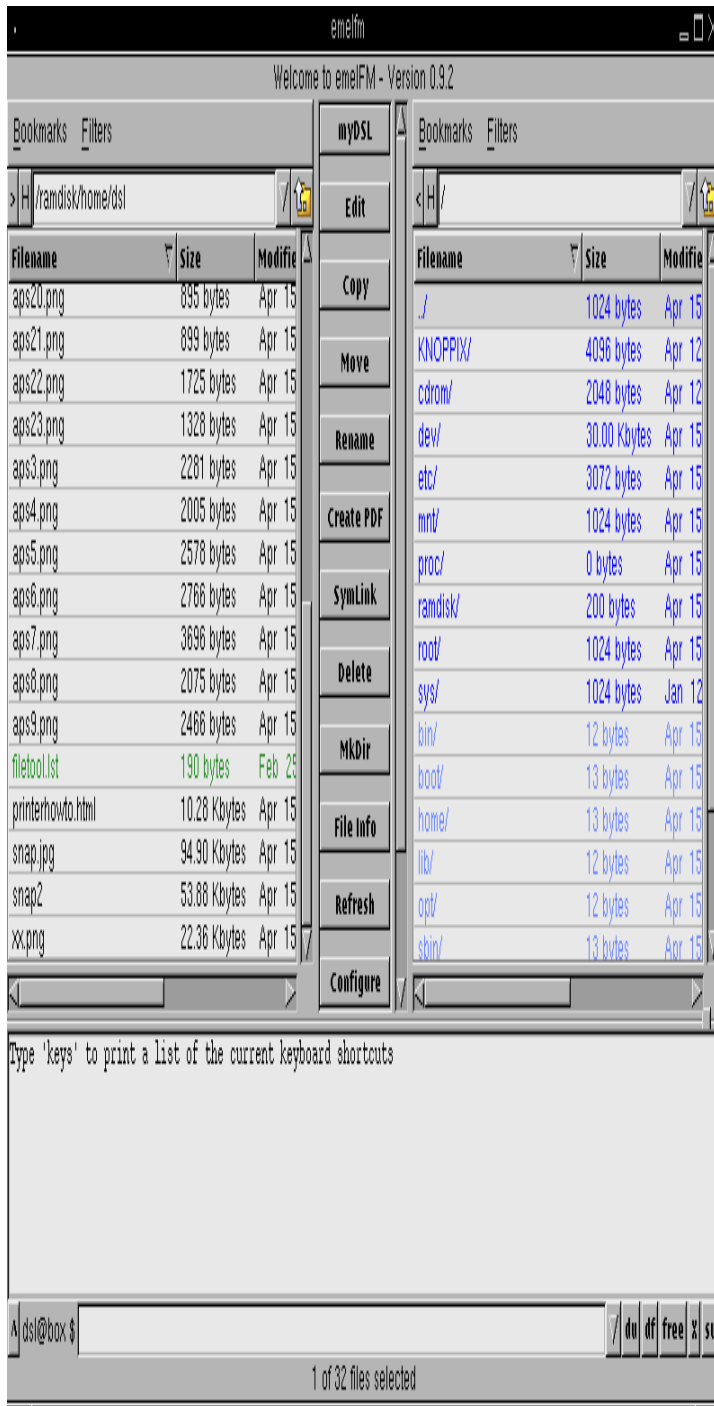 emelfm
Welcome to emelFM - Version 0.9.2
Bookmarks Filters
> H /ramdisk/home/dsl
Filename Size Modifie
aps20.png 895 bytes Apr 15
aps21.png 899 bytes Apr 15
aps22.png 1725 bytes Apr 15
aps23.png 1328 bytes Apr 15
aps3.png 2281 bytes Apr 15
aps4.png 2005 bytes Apr 15
aps5.png 2578 bytes Apr 15
aps6.png 2766 bytes Apr 15
aps7.png 3696 bytes Apr 15
aps8.png 2075 bytes Apr 15
aps9.png 2466 bytes Apr 15
filetool.lst 190 bytes Feb 25
printerhowto.html 10.28 Kbytes Apr 15
snap.jpg 94.90 Kbytes Apr 15
snap2 53.88 Kbytes Apr 15
xx.png 22.36 Kbytes Apr 15
myDSL
Edit
Copy
Move
Rename
Create PDF
SymLink
Delete
MkDir
File Info
Refresh
Configure
Bookmarks Filters
< H /
Filename Size Modifie
./ 1024 bytes Apr 15
KNOPPIX/ 4096 bytes Apr 12
cdrom/ 2048 bytes Apr 12
dev/ 30.00 Kbytes Apr 15
etc/ 3072 bytes Apr 15
mnt/ 1024 bytes Apr 15
proc/ 0 bytes Apr 15
ramdisk/ 200 bytes Apr 15
root/ 1024 bytes Apr 15
sys/ 1024 bytes Jan 12
bin/ 12 bytes Apr 15
boot/ 13 bytes Apr 15
home/ 13 bytes Apr 15
lib/ 12 bytes Apr 15
opt/ 12 bytes Apr 15
sbin/ 13 bytes Apr 15
Type 'keys' to print a list of the current keyboard shortcuts
^ dsl@box $ du df free X su
1 of 32 files selected